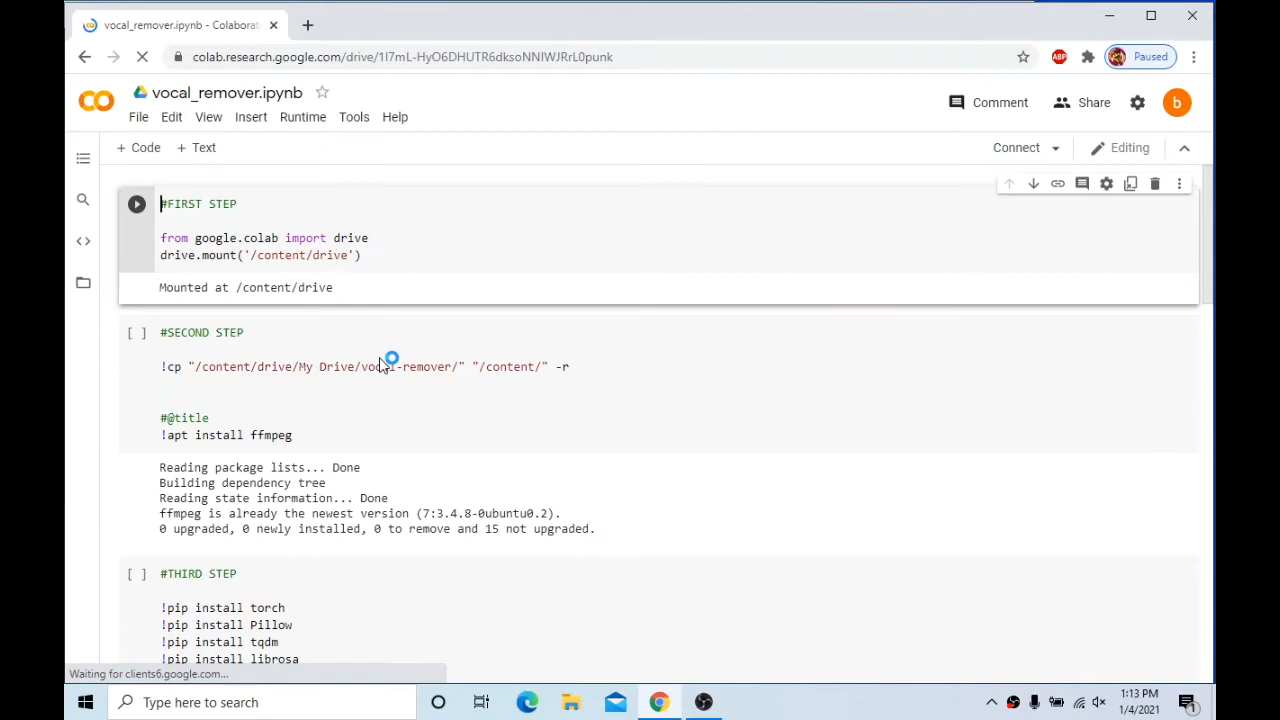 vocal_remover.ipynb - Colaborat
colab.research.google.com/drive/1I7mL-HyO6DHUTR6dksoNNIWJRrL0punk
ABP
Paused
vocal_remover.ipynb
Comment
Share
b
File Edit View Insert Runtime Tools Help
+ Code + Text
Connect
Editing
#FIRST STEP
from google.colab import drive
drive.mount('/content/drive')
Mounted at /content/drive
[ ] #SECOND STEP
!cp "/content/drive/My Drive/vocal-remover/" "/content/" -r
#@title
!apt install ffmpeg
Reading package lists... Done
Building dependency tree
Reading state information... Done
ffmpeg is already the newest version (7:3.4.8-0ubuntu0.2).
0 upgraded, 0 newly installed, 0 to remove and 15 not upgraded.
[ ] #THIRD STEP
!pip install torch
!pip install Pillow
!pip install tqdm
!pip install librosa
Waiting for clients6.google.com...
Type here to search
1:13 PM
1/4/2021
1